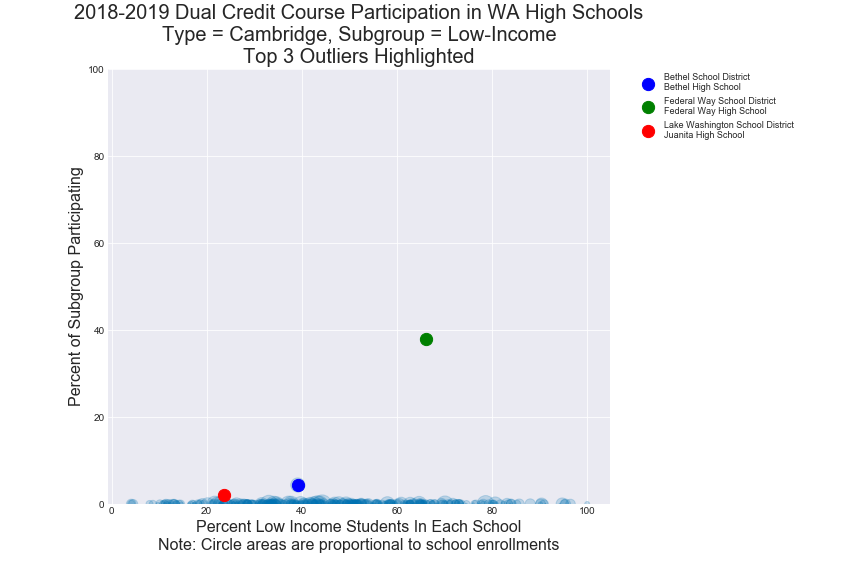 2018-2019 Dual Credit Course Participation in WA High Schools
Type = Cambridge, Subgroup = Low-Income
Top 3 Outliers Highlighted
100
80
60
40
20
0
Percent of Subgroup Participating
0 20 40 60 80 100
Percent Low Income Students In Each School
Note: Circle areas are proportional to school enrollments
Bethel School District
Bethel High School
Federal Way School District
Federal Way High School
Lake Washington School District
Juanita High School